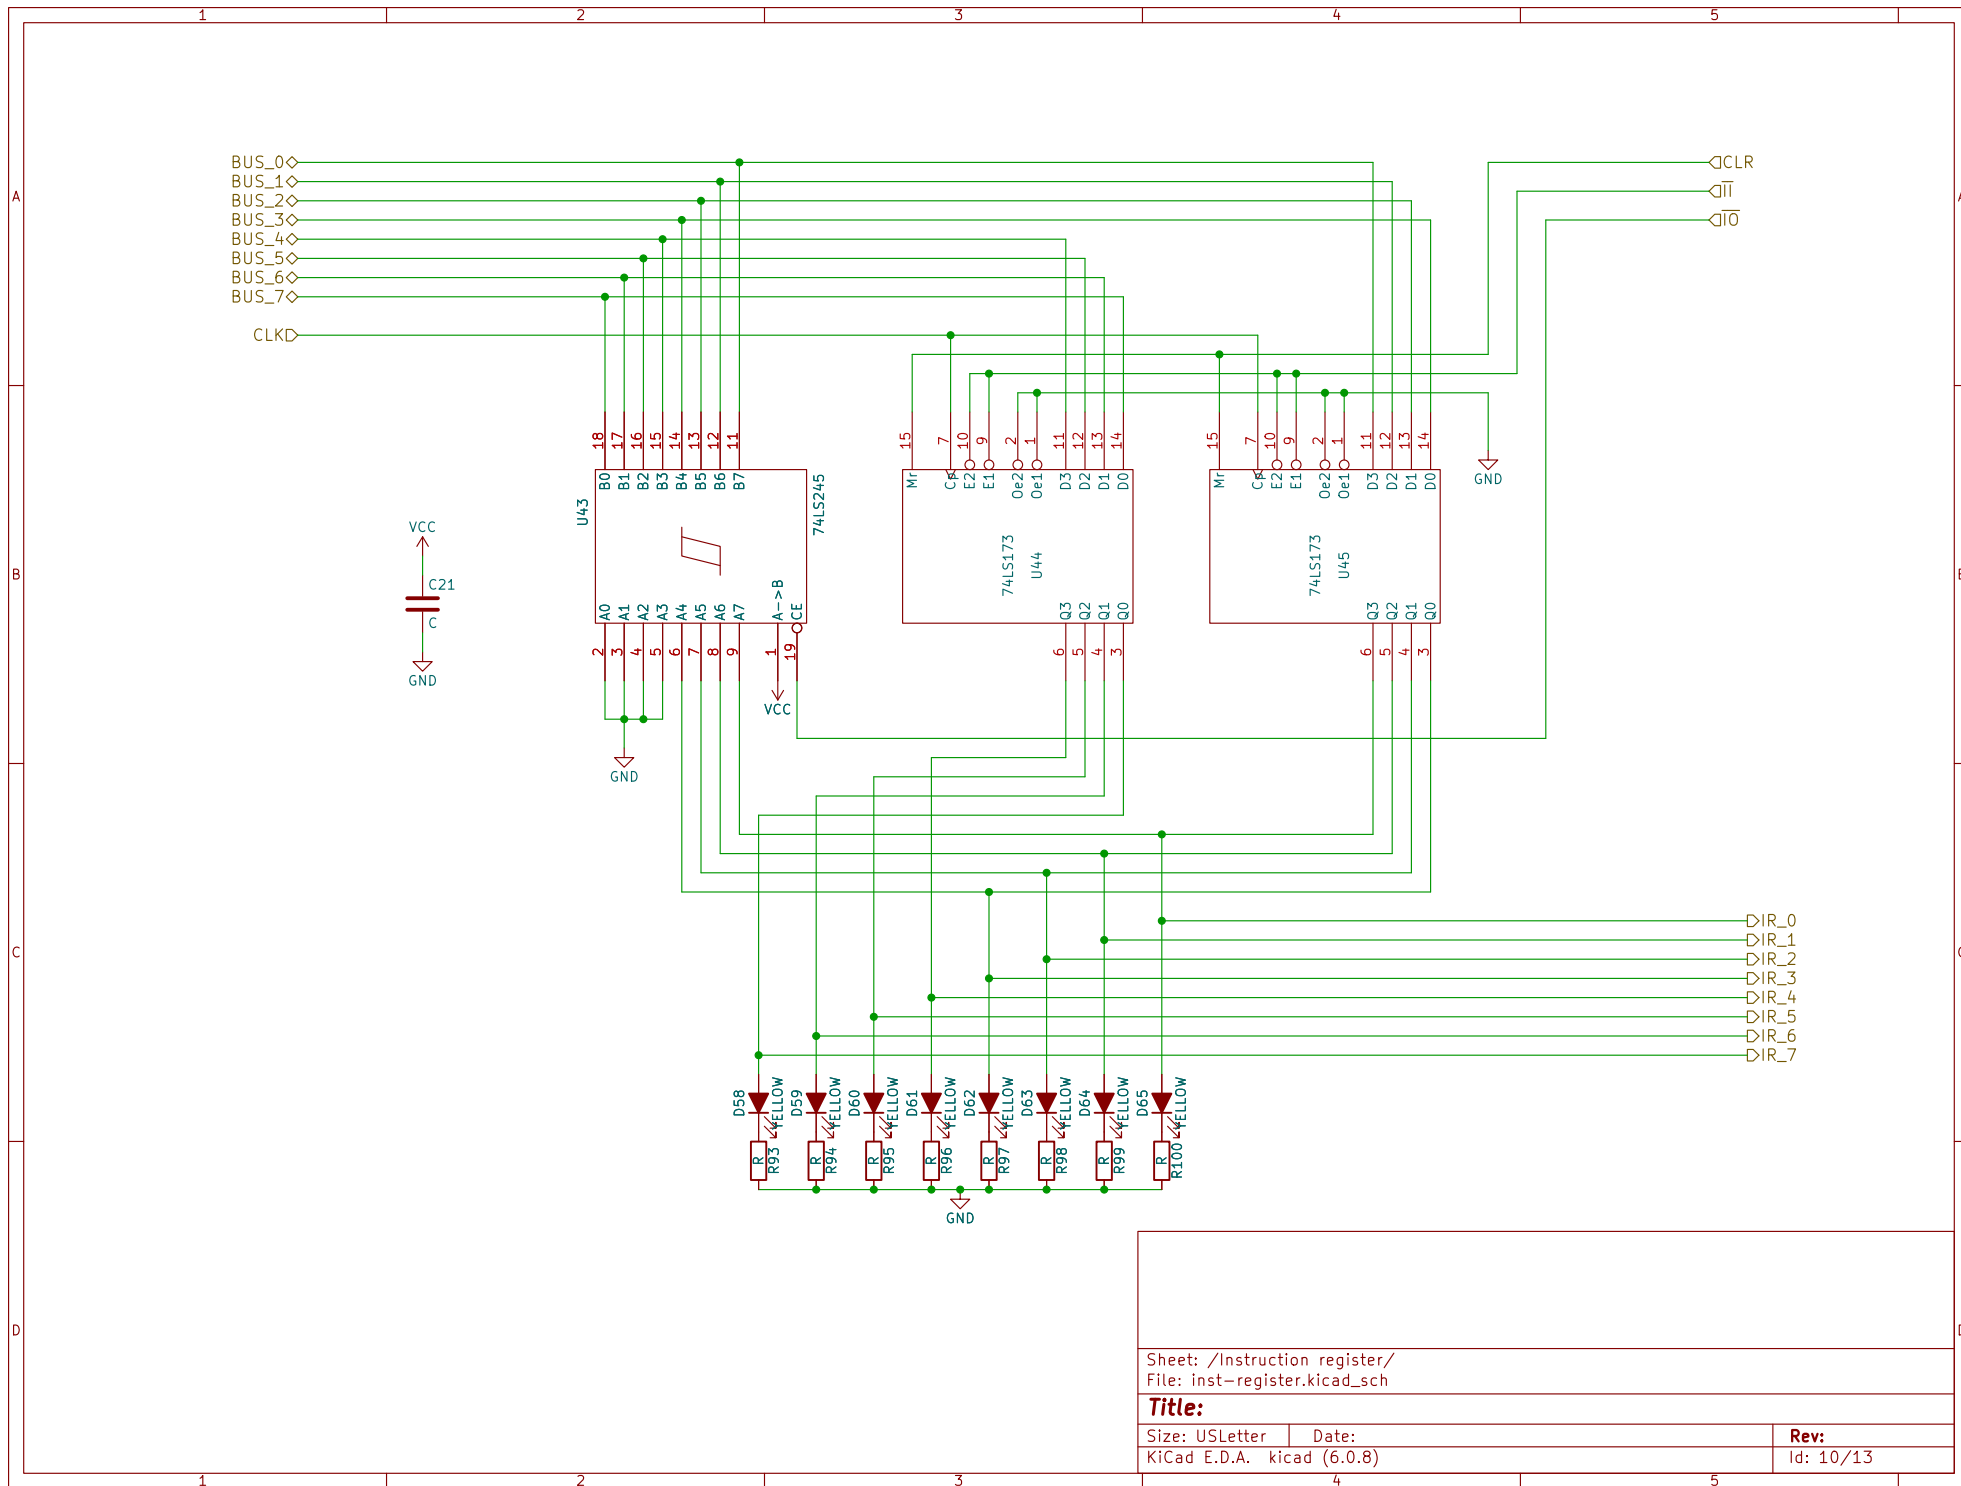 1 2 3 4 5
A
BUS_0
BUS_1
BUS_2
BUS_3
BUS_4
BUS_5
BUS_6
BUS_7
CLK
CLR
II
IO
18 17 16 15 14 13 12 11
B0 B1 B2 B3 B4 B5 B6 B7
U43
74LS245
A0 A1 A2 A3 A4 A5 A6 A7 A->B CE
2 3 4 5 6 7 8 9 1 19
VCC
GND
15 7 10 9 2 1 11 12 13 14
Mr Cp E2 E1 Oe2 Oe1 D3 D2 D1 D0
74LS173
U44
Q3 Q2 Q1 Q0
6 5 4 3
15 7 10 9 2 1 11 12 13 14
Mr Cp E2 E1 Oe2 Oe1 D3 D2 D1 D0
74LS173
U45
Q3 Q2 Q1 Q0
6 5 4 3
GND
B
VCC
C21
C
GND
C
IR_0
IR_1
IR_2
IR_3
IR_4
IR_5
IR_6
IR_7
D58 YELLOW D59 YELLOW D60 YELLOW D61 YELLOW D62 YELLOW D63 YELLOW D64 YELLOW D65 YELLOW
R R93 R R94 R R95 R R96 R R97 R R98 R R99 R R100
GND
D
Sheet: /Instruction register/
File: inst-register.kicad_sch
Title:
Size: USLetter Date: Rev:
KiCad E.D.A. kicad (6.0.8) Id: 10/13
1 2 3 4 5